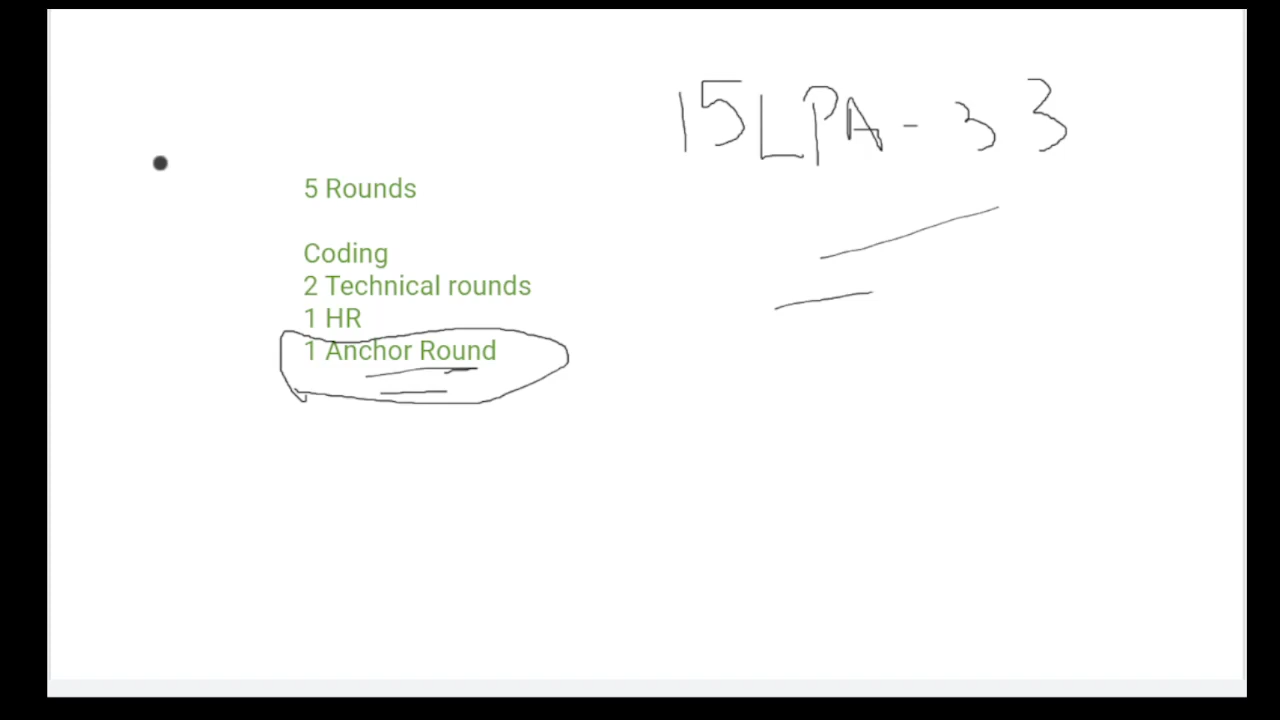 15LPA - 33
5 Rounds
Coding
2 Technical rounds
1 HR
1 Anchor Round